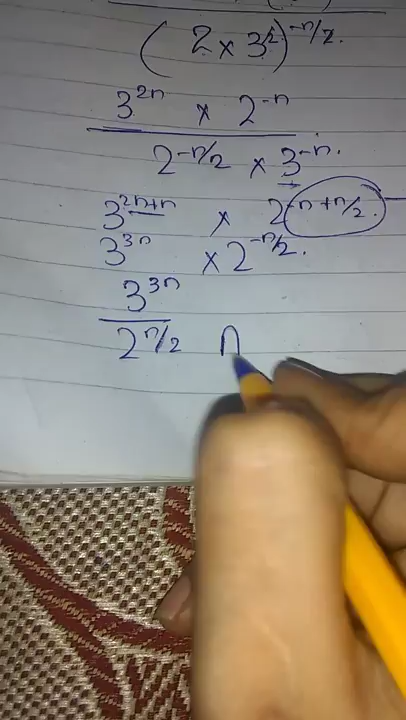 (2 × 3²)^-n/2.
3^2n × 2^-n
2^-n/2 × 3^-n.
3^2n+n × 2^-n+n/2.
3^3n × 2^-n/2.
3^3n
2^n/2 n